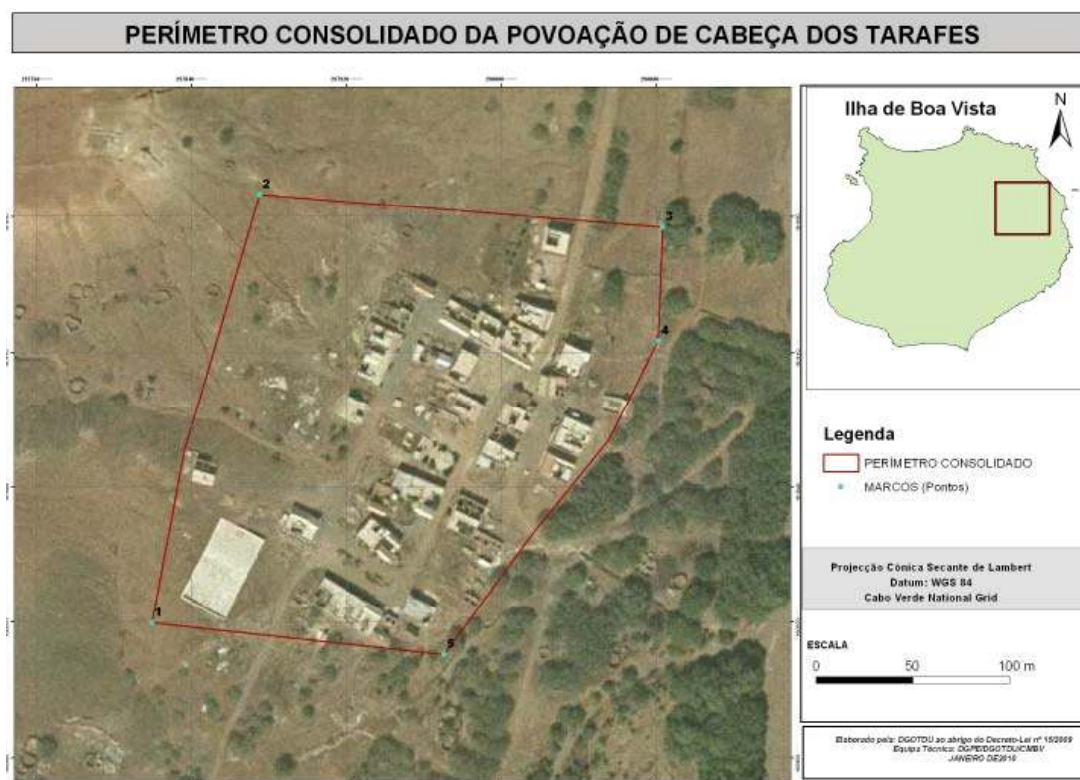 PERÍMETRO CONSOLIDADO DA POVOAÇÃO DE CABEÇA DOS TARAFES
Ilha de Boa Vista
N
2
3
4
1
5
Legenda
PERÍMETRO CONSOLIDADO
MARCOS (Pontos)
Projecção Cónica Secante de Lambert
Datum: WGS 84
Cabo Verde National Grid
ESCALA
0 50 100 m
Elaborado pela: DGOTDU ao abrigo do Decreto-Lei nº 15/2009
Equipa Técnica: DGPE/DGOTDU/CMBV
JANEIRO DE 2010